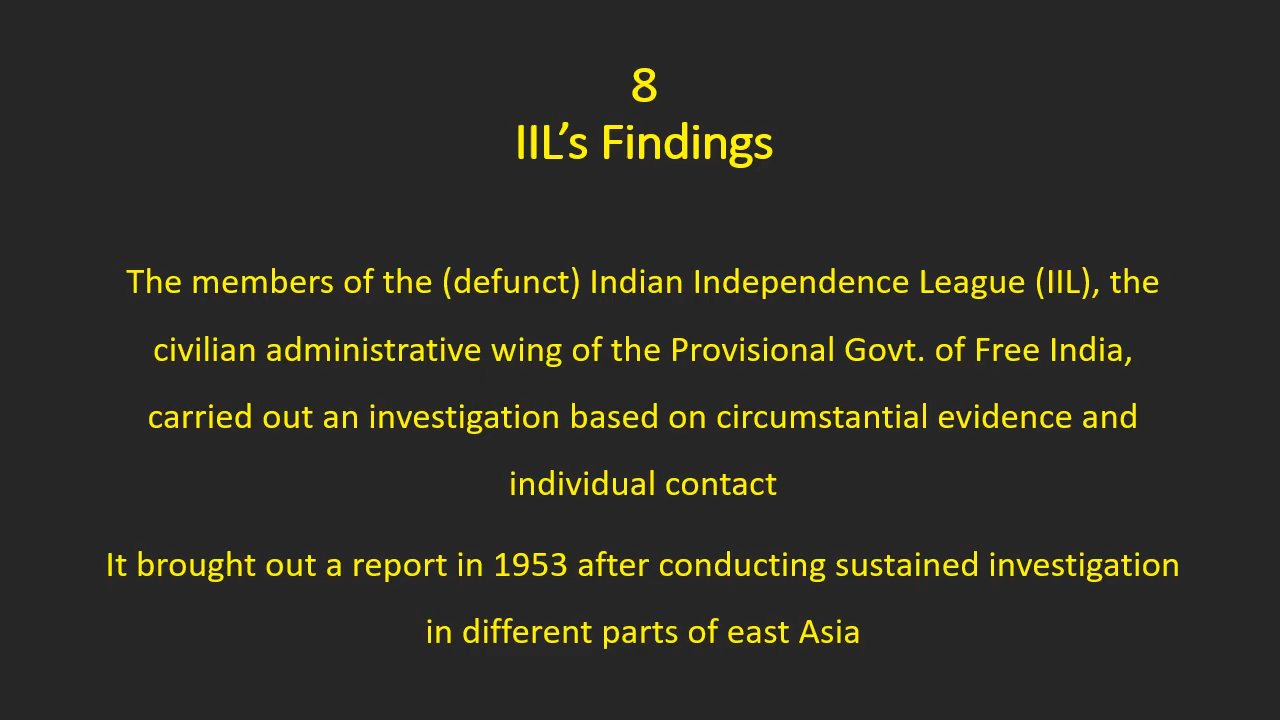 8
IIL’s Findings
The members of the (defunct) Indian Independence League (IIL), the
civilian administrative wing of the Provisional Govt. of Free India,
carried out an investigation based on circumstantial evidence and
individual contact
It brought out a report in 1953 after conducting sustained investigation
in different parts of east Asia